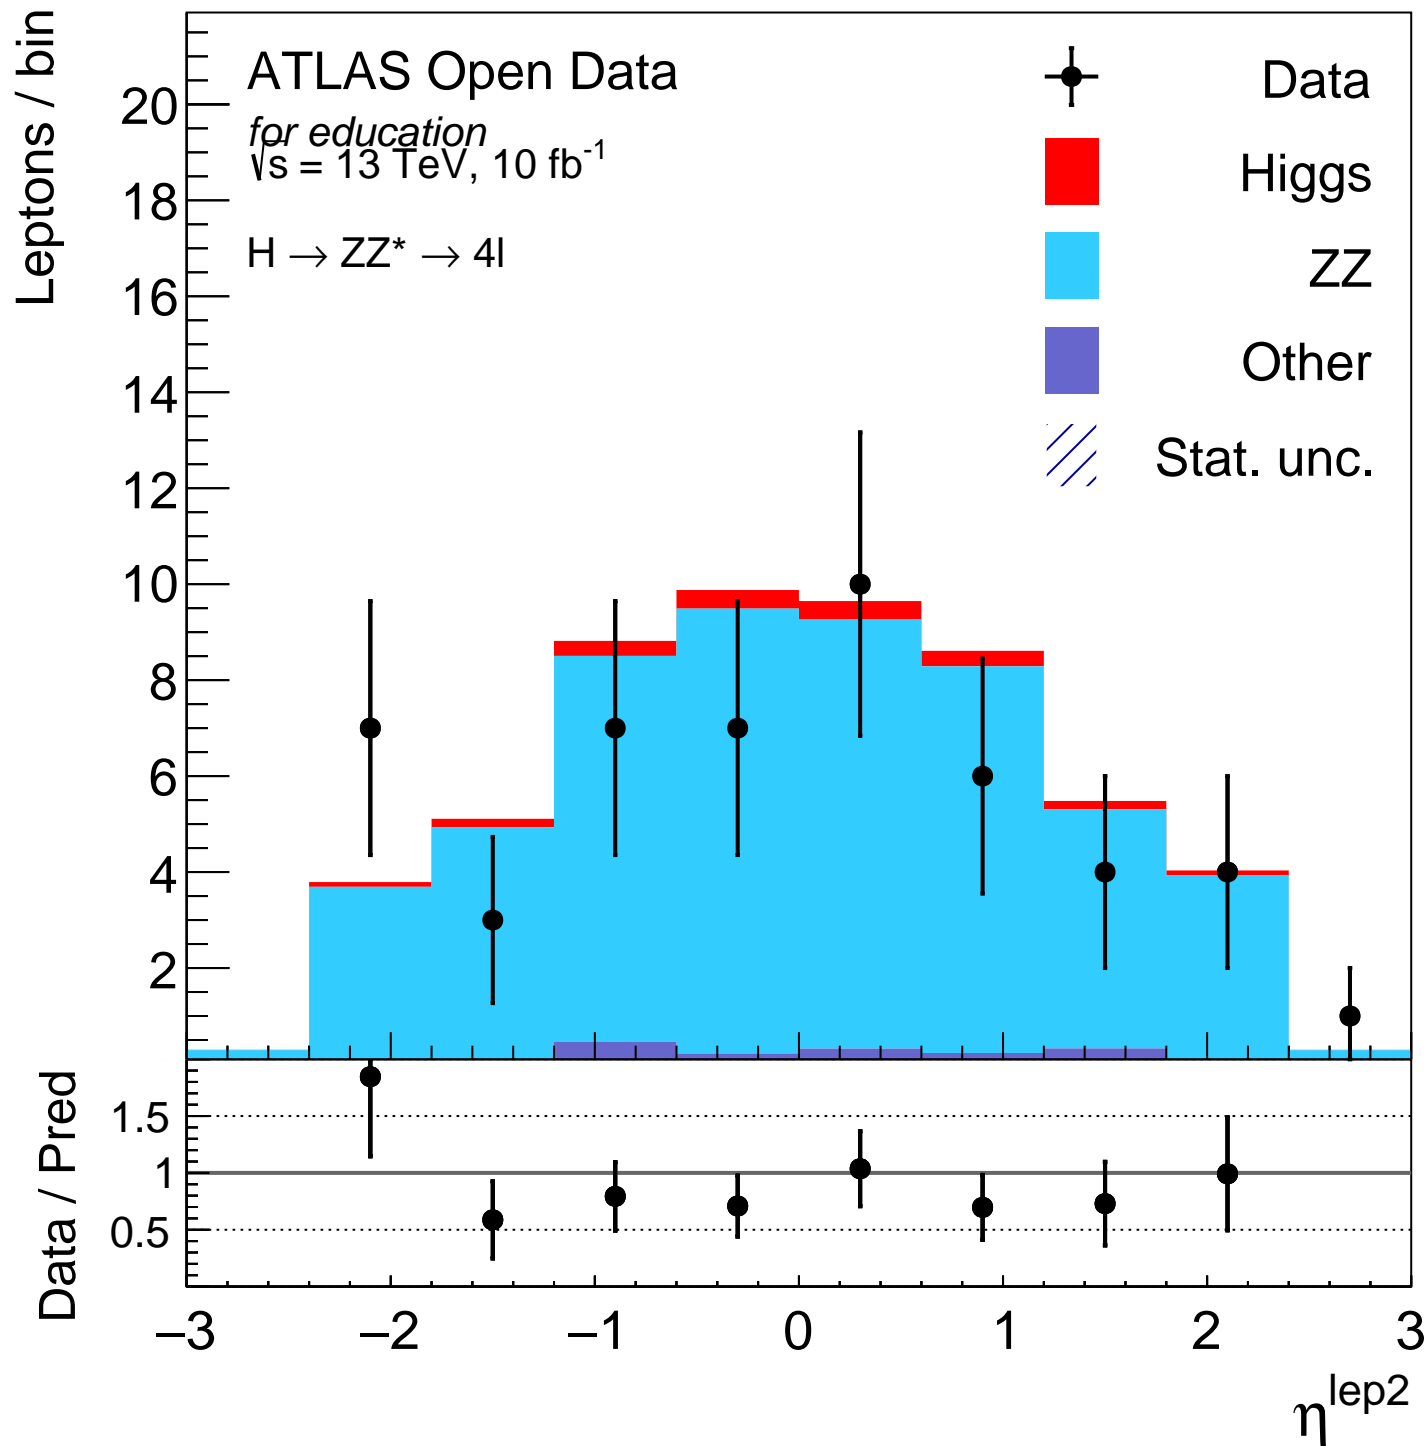 Leptons / bin
20
18
16
14
12
10
8
6
4
2
ATLAS Open Data
for education
√s = 13 TeV, 10 fb-1
H → ZZ* → 4l
Data
Higgs
ZZ
Other
Stat. unc.
Data / Pred
1.5
1
0.5
–3 –2 –1 0 1 2 3
ηlep2